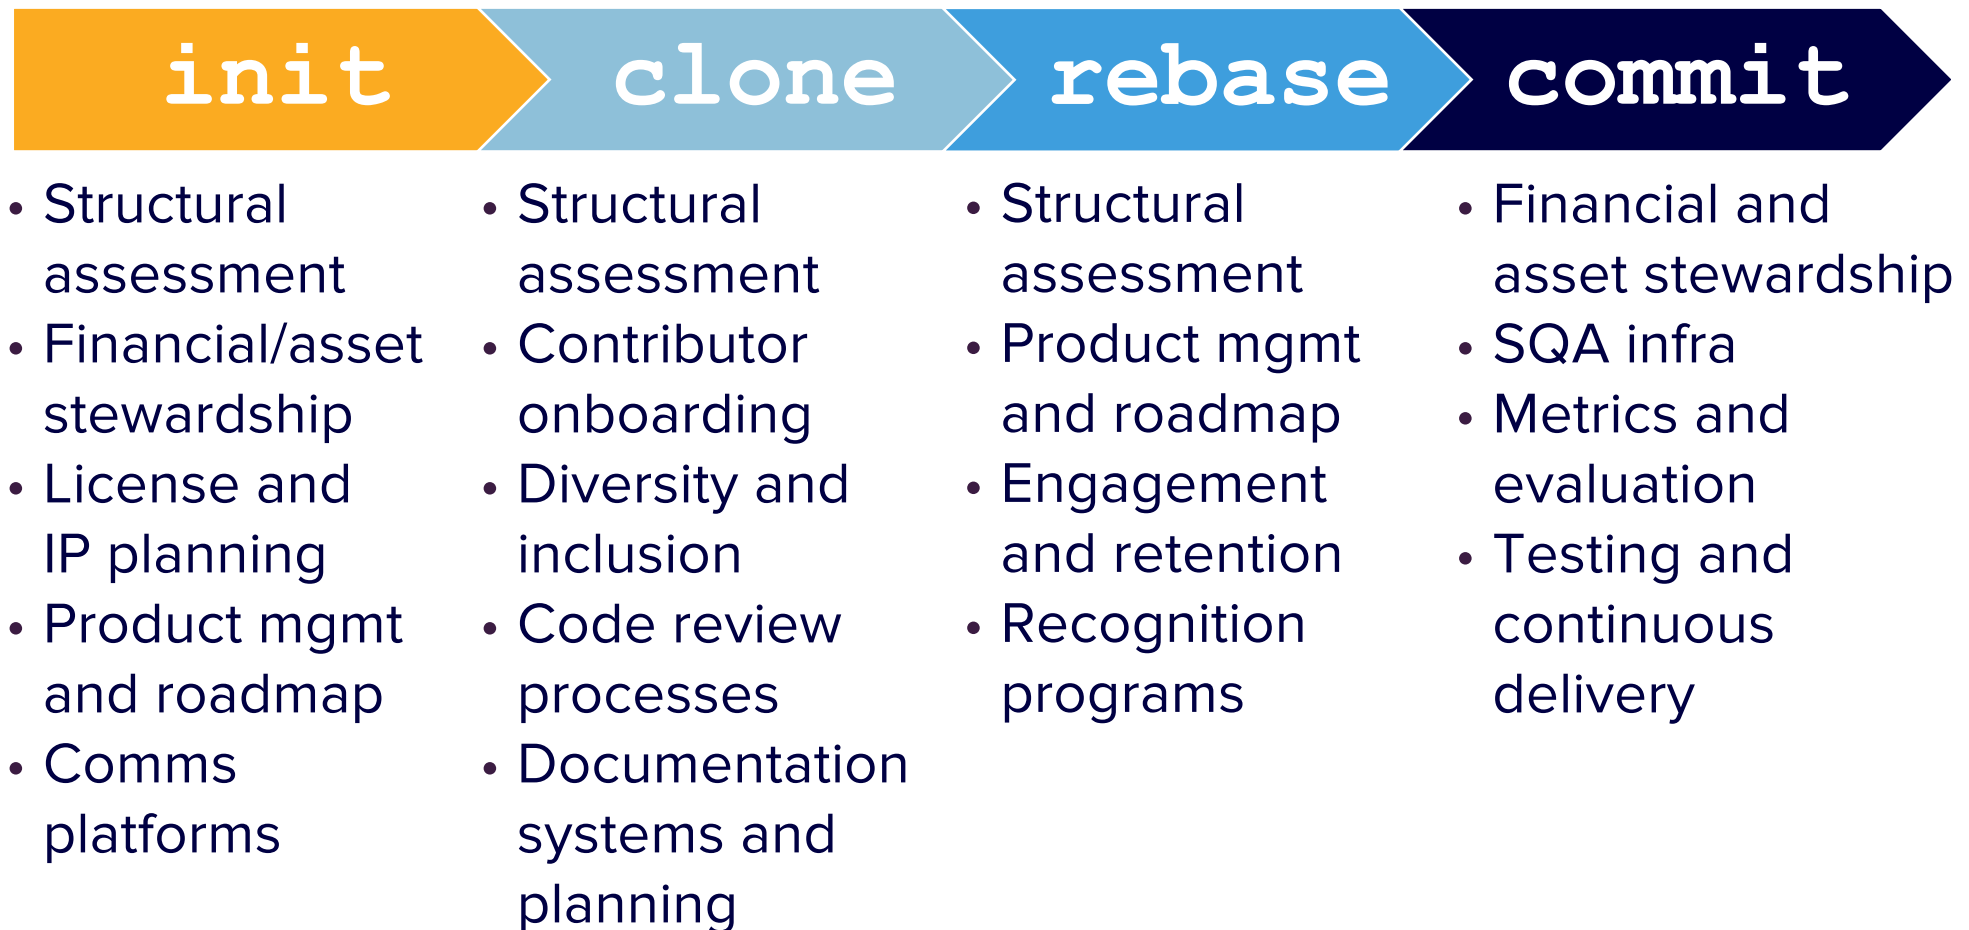 init
clone
rebase
commit
• Structural
assessment
• Financial/asset
stewardship
• License and
IP planning
• Product mgmt
and roadmap
• Comms
platforms
• Structural
assessment
• Contributor
onboarding
• Diversity and
inclusion
• Code review
processes
• Documentation
systems and
planning
• Structural
assessment
• Product mgmt
and roadmap
• Engagement
and retention
• Recognition
programs
• Financial and
asset stewardship
• SQA infra
• Metrics and
evaluation
• Testing and
continuous
delivery